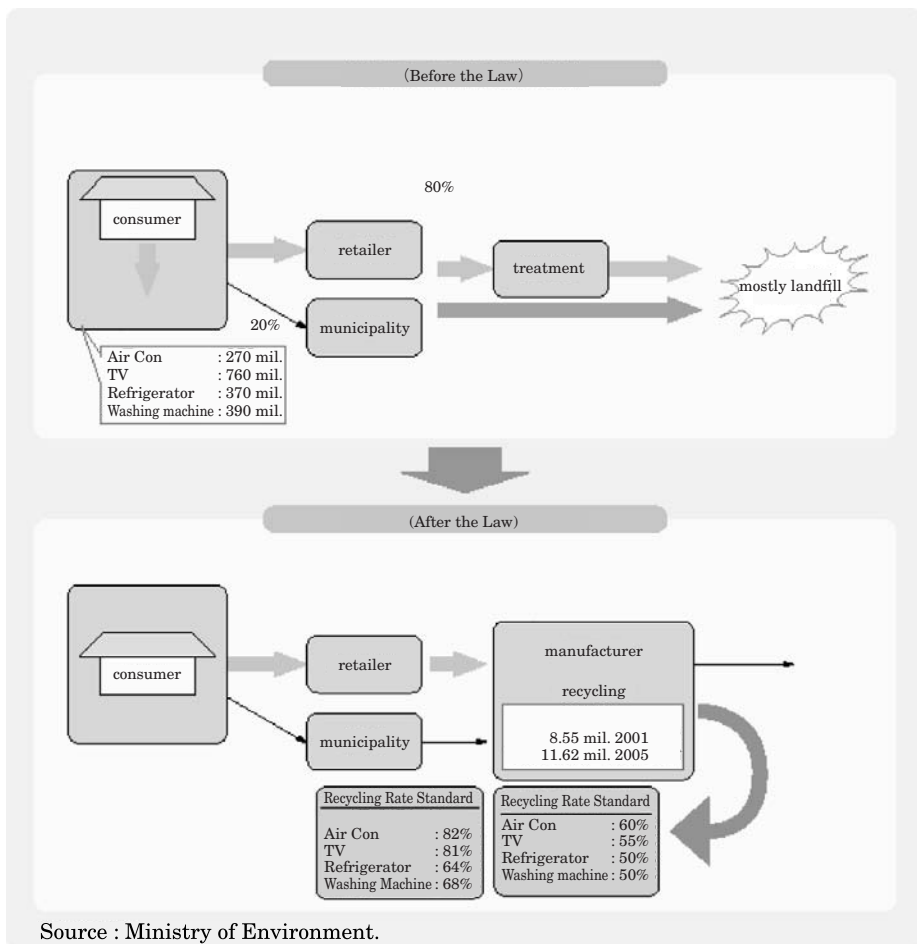 (Before the Law)
80%
consumer
retailer
treatment
mostly landfill
municipality
20%
Air Con : 270 mil.
TV : 760 mil.
Refrigerator : 370 mil.
Washing machine : 390 mil.
(After the Law)
consumer
retailer
municipality
manufacturer
recycling
8.55 mil. 2001
11.62 mil. 2005
Recycling Rate Standard
Air Con : 82%
TV : 81%
Refrigerator : 64%
Washing Machine : 68%
Recycling Rate Standard
Air Con : 60%
TV : 55%
Refrigerator : 50%
Washing machine : 50%
Source : Ministry of Environment.